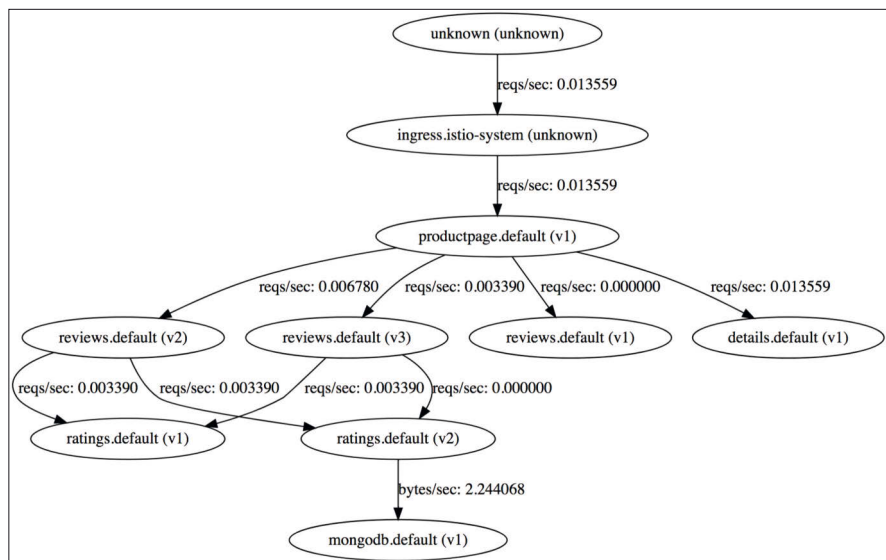 unknown (unknown)
reqs/sec: 0.013559
ingress.istio-system (unknown)
reqs/sec: 0.013559
productpage.default (v1)
reqs/sec: 0.006780
reqs/sec: 0.003390
reqs/sec: 0.000000
reqs/sec: 0.013559
reviews.default (v2)
reviews.default (v3)
reviews.default (v1)
details.default (v1)
reqs/sec: 0.003390
reqs/sec: 0.003390
reqs/sec: 0.003390
reqs/sec: 0.000000
ratings.default (v1)
ratings.default (v2)
bytes/sec: 2.244068
mongodb.default (v1)